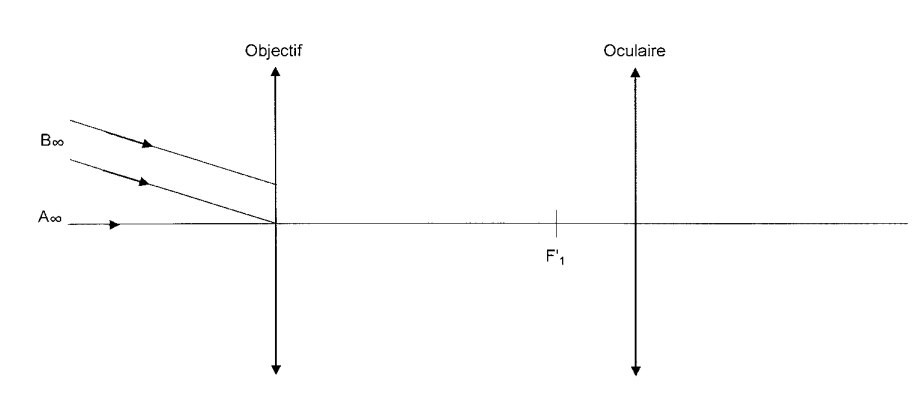 Objectif
Oculaire
B∞
A∞
F'₁